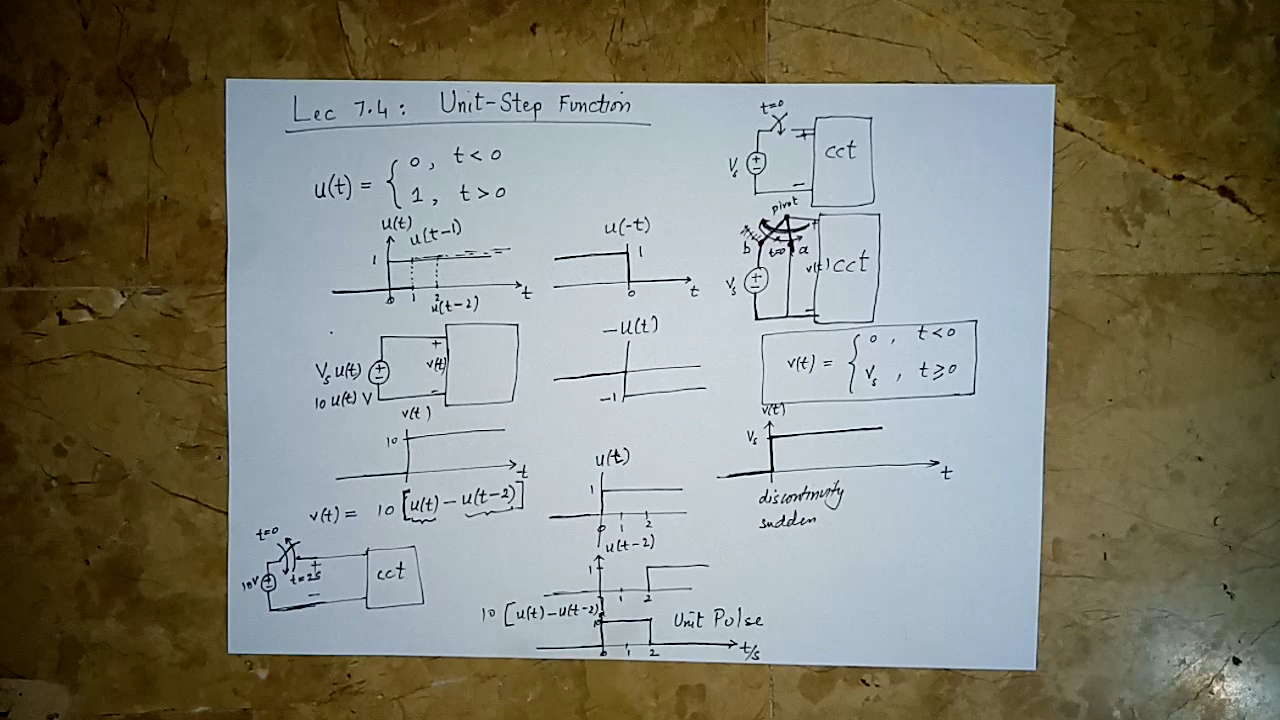 Lec 7.4 : Unit-Step Function
u(t) = { 0 , t < 0
1 , t > 0
u(t)
u(t-1)
1
0 1 2 t
u(t-2)
u(-t)
1
0 t
-u(t)
-1
Vs u(t)
10 u(t) V
+
v(t)
-
v(t)
10
t
v(t) = 10 [u(t) - u(t-2)]
t=0
10V
t=2s
+
-
cct
u(t)
1
0 1 2
u(t-2)
1
1 2
10 [u(t)-u(t-2)]
10
Unit Pulse
0 1 2 t/s
t=0
Vs
+
-
cct
pivot
b t=0 a
+
v(t)
-
Vs
cct
v(t) = { 0 , t < 0
Vs , t ≥ 0
v(t)
Vs
t
discontinuity
sudden